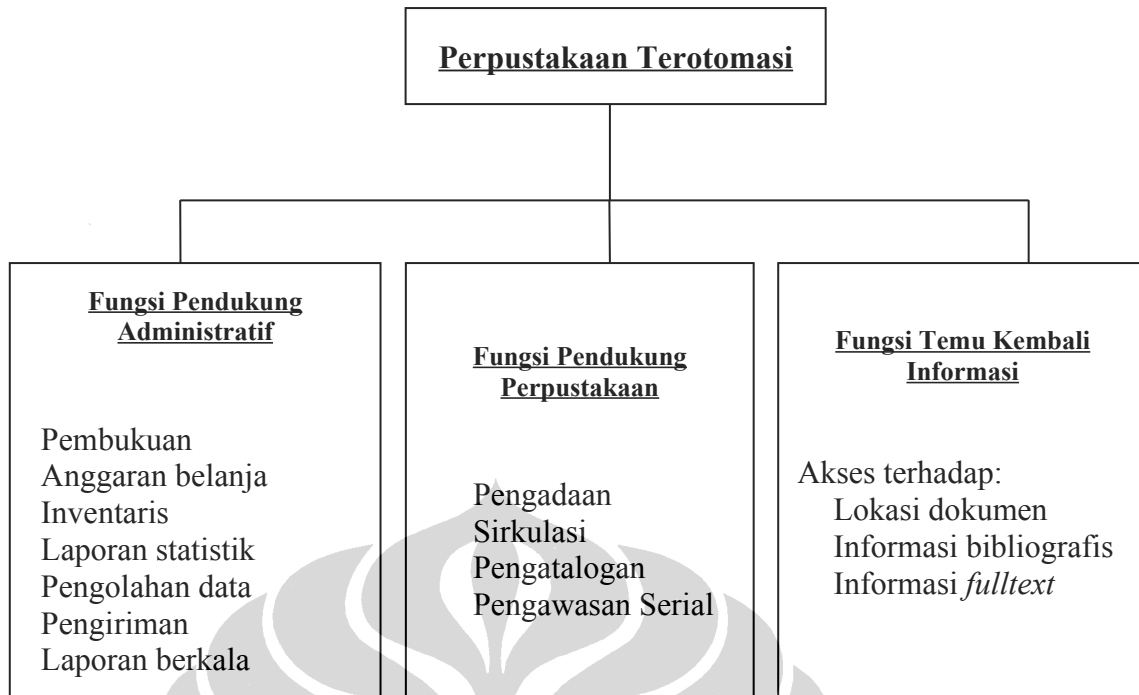 Perpustakaan Terotomasi
Fungsi Pendukung
Administratif
Pembukuan
Anggaran belanja
Inventaris
Laporan statistik
Pengolahan data
Pengiriman
Laporan berkala
Fungsi Pendukung
Perpustakaan
Pengadaan
Sirkulasi
Pengatalogan
Pengawasan Serial
Fungsi Temu Kembali
Informasi
Akses terhadap:
Lokasi dokumen
Informasi bibliografis
Informasi fulltext